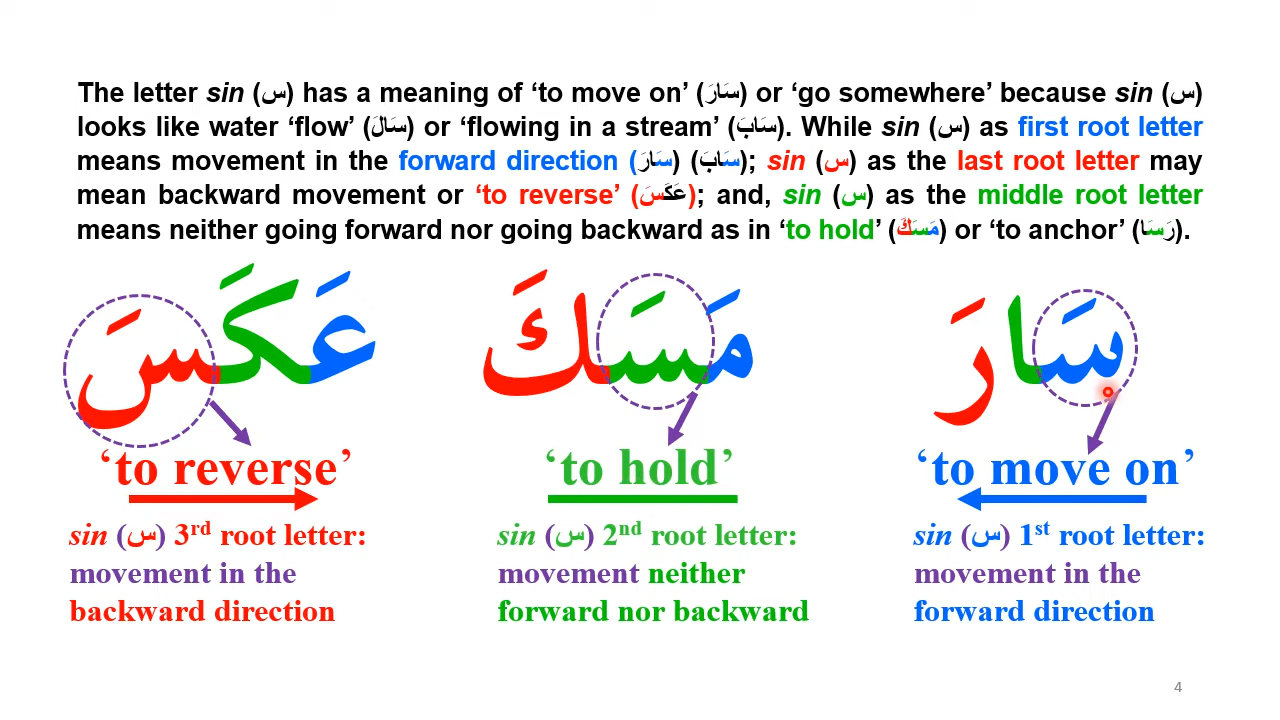 The letter sin (س) has a meaning of ‘to move on’ (سَارَ) or ‘go somewhere’ because sin (س)
looks like water ‘flow’ (سَالَ) or ‘flowing in a stream’ (سَابَ). While sin (س) as first root letter
means movement in the forward direction (سَارَ) (سَابَ); sin (س) as the last root letter may
mean backward movement or ‘to reverse’ (عَكَسَ); and, sin (س) as the middle root letter
means neither going forward nor going backward as in ‘to hold’ (مَسَكَ) or ‘to anchor’ (رَسَا).
عَكَسَ مَسَكَ سَارَ
‘to reverse’ ‘to hold’ ‘to move on’
sin (س) 3rd root letter:
movement in the
backward direction
sin (س) 2nd root letter:
movement neither
forward nor backward
sin (س) 1st root letter:
movement in the
forward direction
4